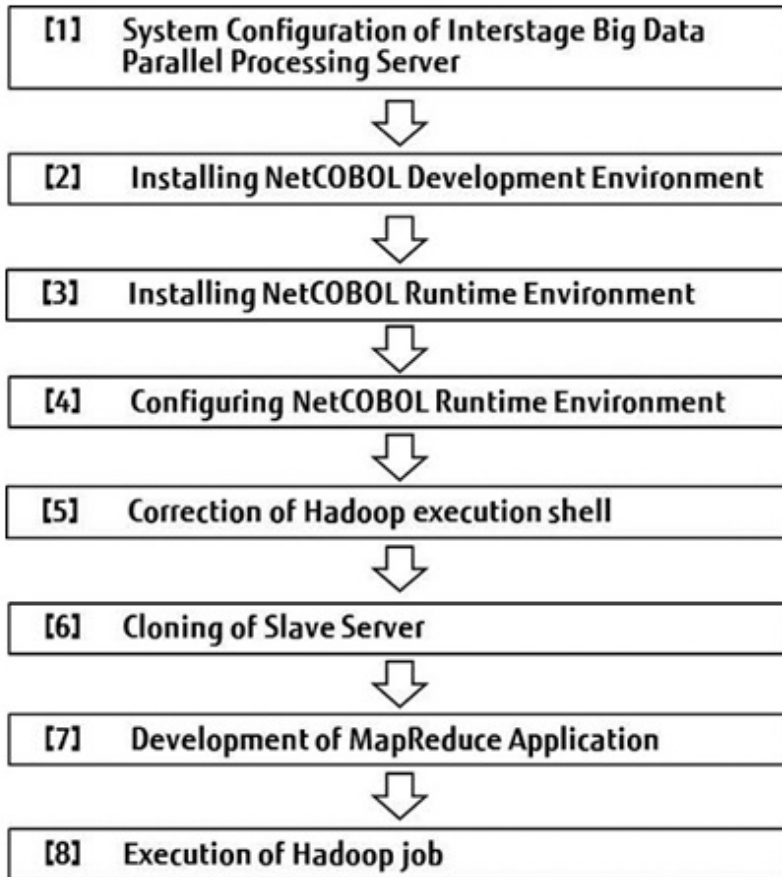 [1] System Configuration of Interstage Big Data
Parallel Processing Server
[2] Installing NetCOBOL Development Environment
[3] Installing NetCOBOL Runtime Environment
[4] Configuring NetCOBOL Runtime Environment
[5] Correction of Hadoop execution shell
[6] Cloning of Slave Server
[7] Development of MapReduce Application
[8] Execution of Hadoop job